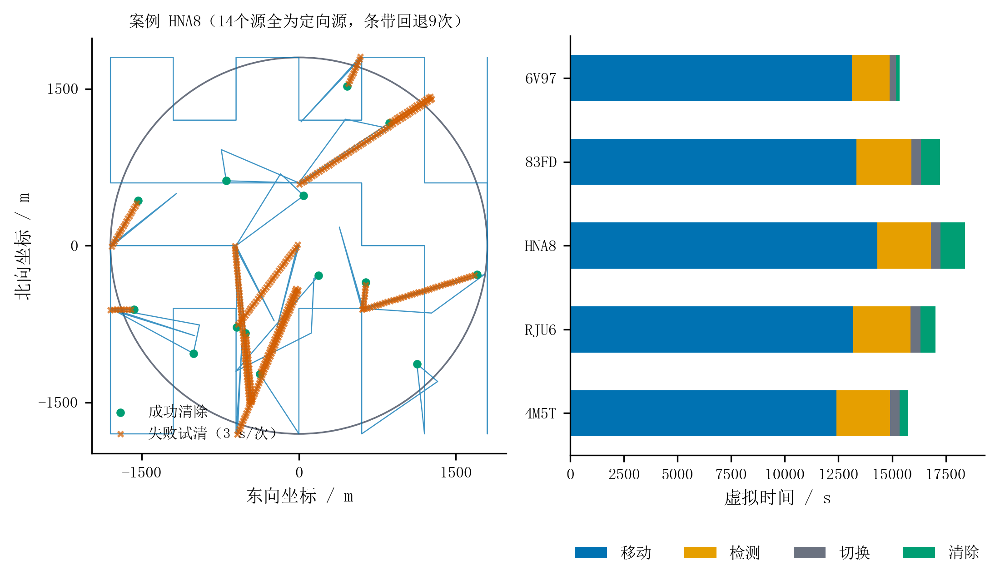 案例 HNA8（14个源全为定向源，条带回退9次）
北向坐标 / m
1500
0
-1500
成功清除
失败试清（3 s/次）
-1500
0
1500
东向坐标 / m
6V97
83FD
HNA8
RJU6
4M5T
0
2500
5000
7500
10000
12500
15000
17500
虚拟时间 / s
移动
检测
切换
清除